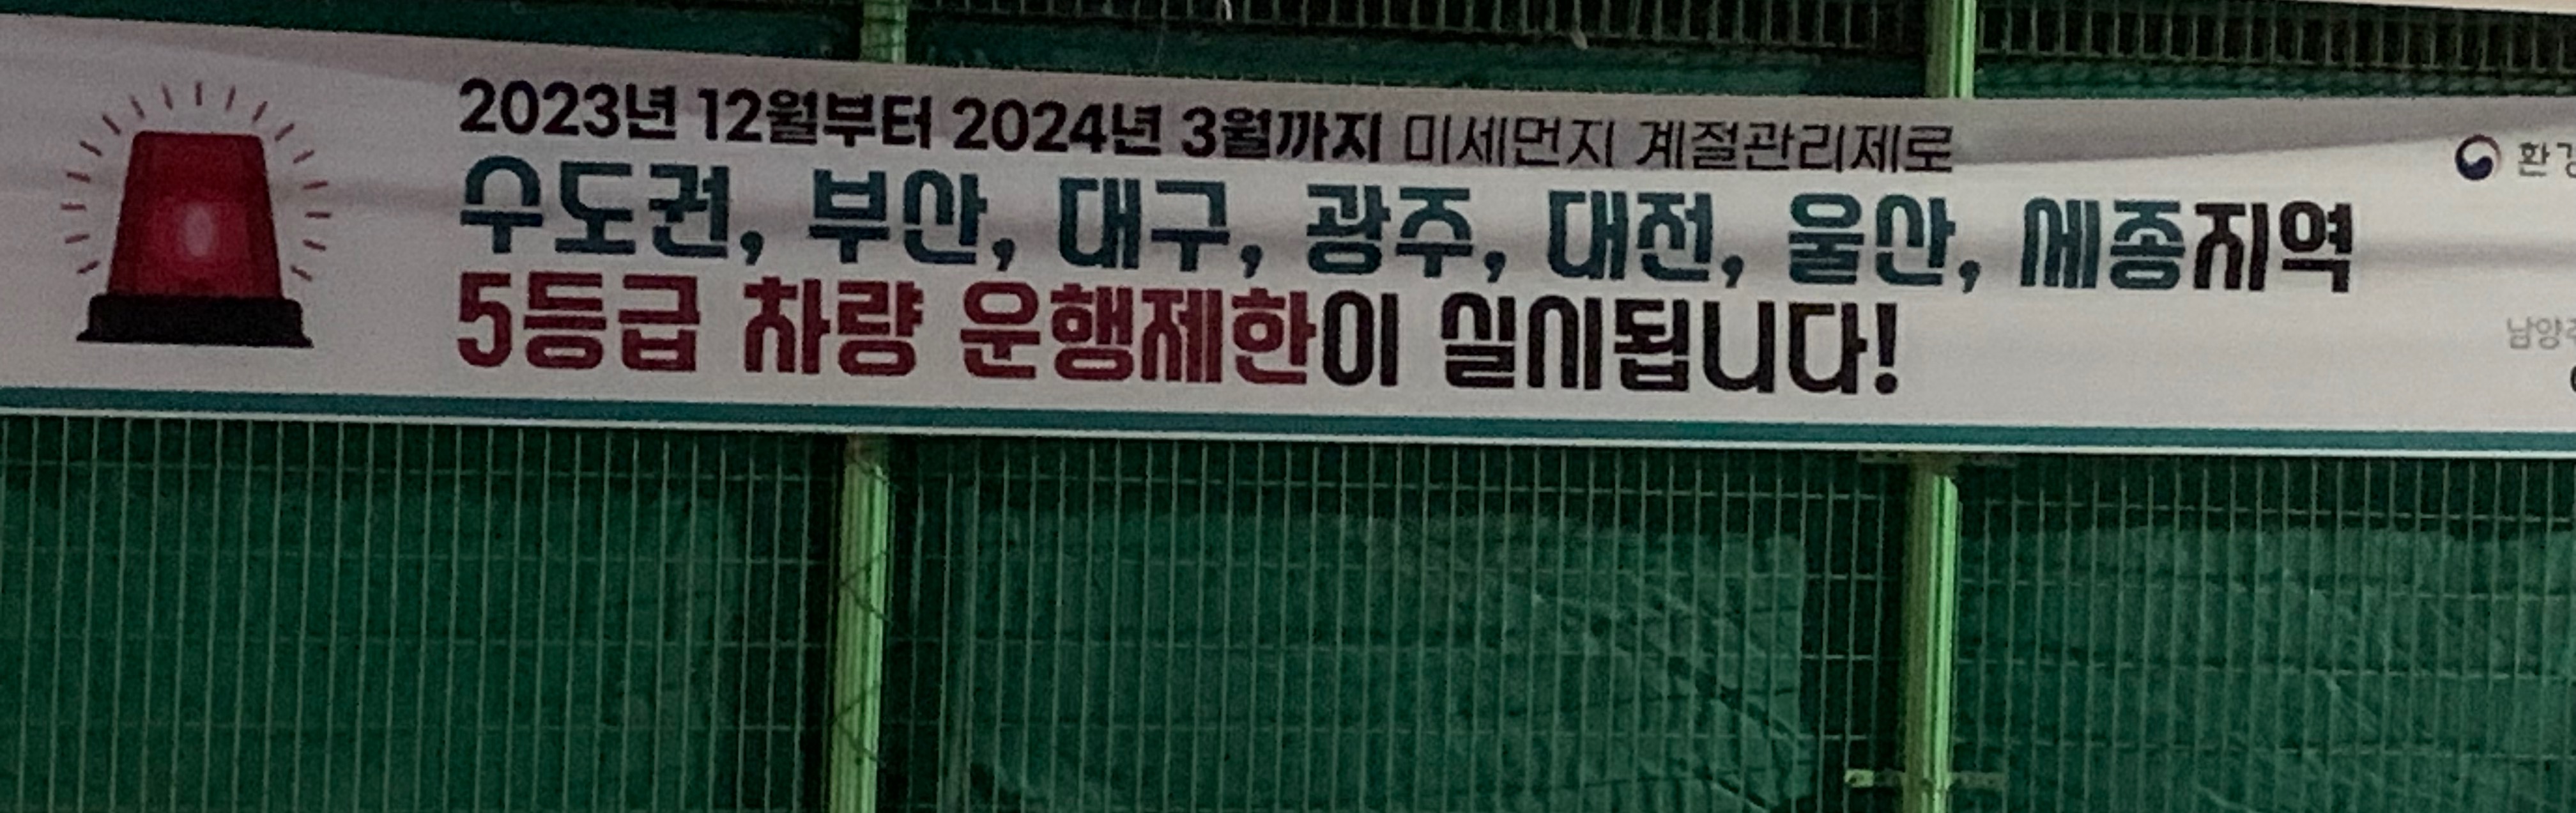 2023년 12월부터 2024년 3월까지 미세먼지 계절관리제로
수도권, 부산, 대구, 광주, 대전, 울산, 세종지역
5등급 차량 운행제한이 실시됩니다!